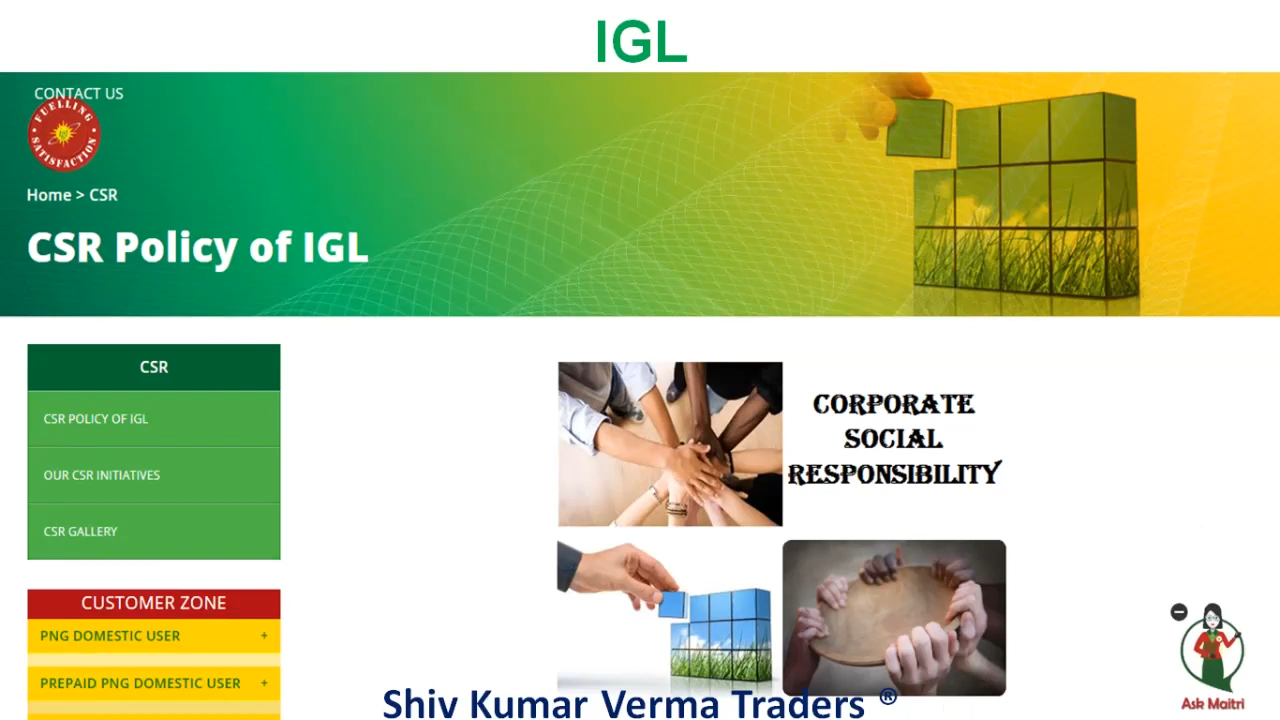 IGL
CONTACT US
FUELLING
SATISFACTION
Home > CSR
CSR Policy of IGL
CSR
CSR POLICY OF IGL
OUR CSR INITIATIVES
CSR GALLERY
CUSTOMER ZONE
PNG DOMESTIC USER +
PREPAID PNG DOMESTIC USER +
CORPORATE
SOCIAL
RESPONSIBILITY
Ask Maitri
Shiv Kumar Verma Traders ®